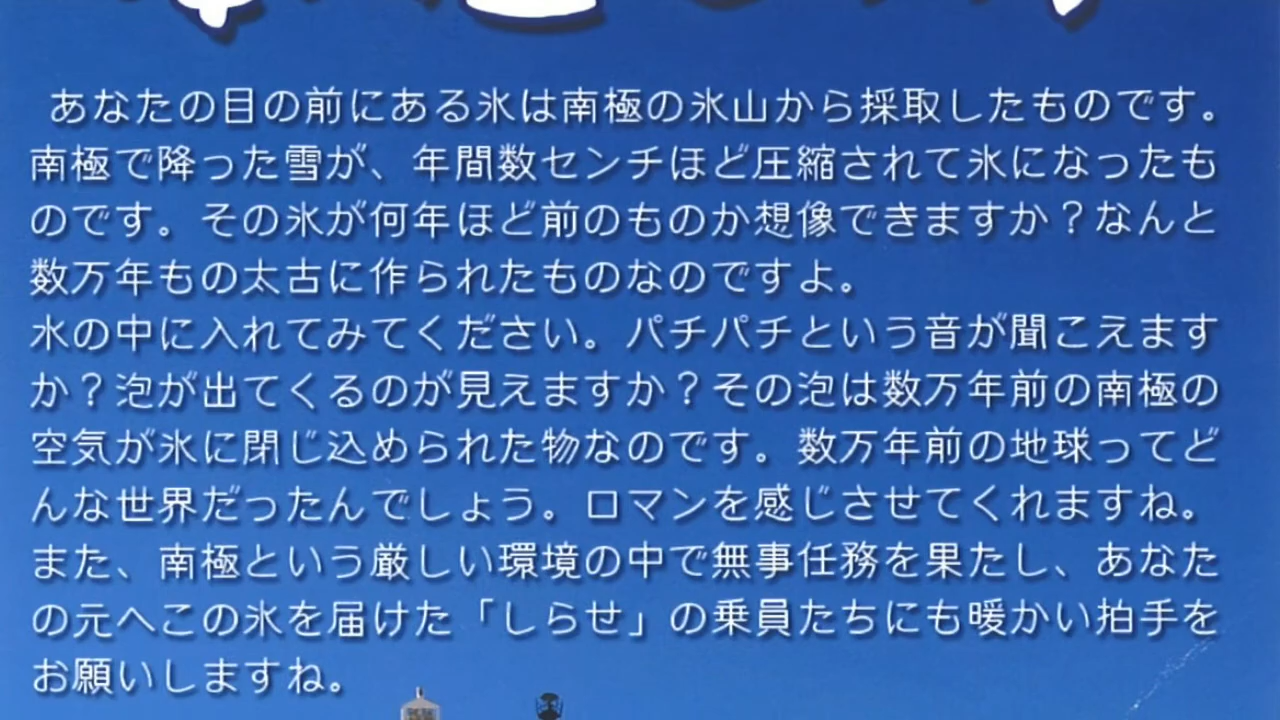 あなたの目の前にある氷は南極の氷山から採取したものです。
南極で降った雪が、年間数センチほど圧縮されて氷になったも
のです。その氷が何年ほど前のものか想像できますか？なんと
数万年もの太古に作られたものなのですよ。
水の中に入れてみてください。パチパチという音が聞こえます
か？泡が出てくるのが見えますか？その泡は数万年前の南極の
空気が氷に閉じ込められた物なのです。数万年前の地球ってど
んな世界だったんでしょう。ロマンを感じさせてくれますね。
また、南極という厳しい環境の中で無事任務を果たし、あなた
の元へこの氷を届けた「しらせ」の乗員たちにも暖かい拍手を
お願いしますね。